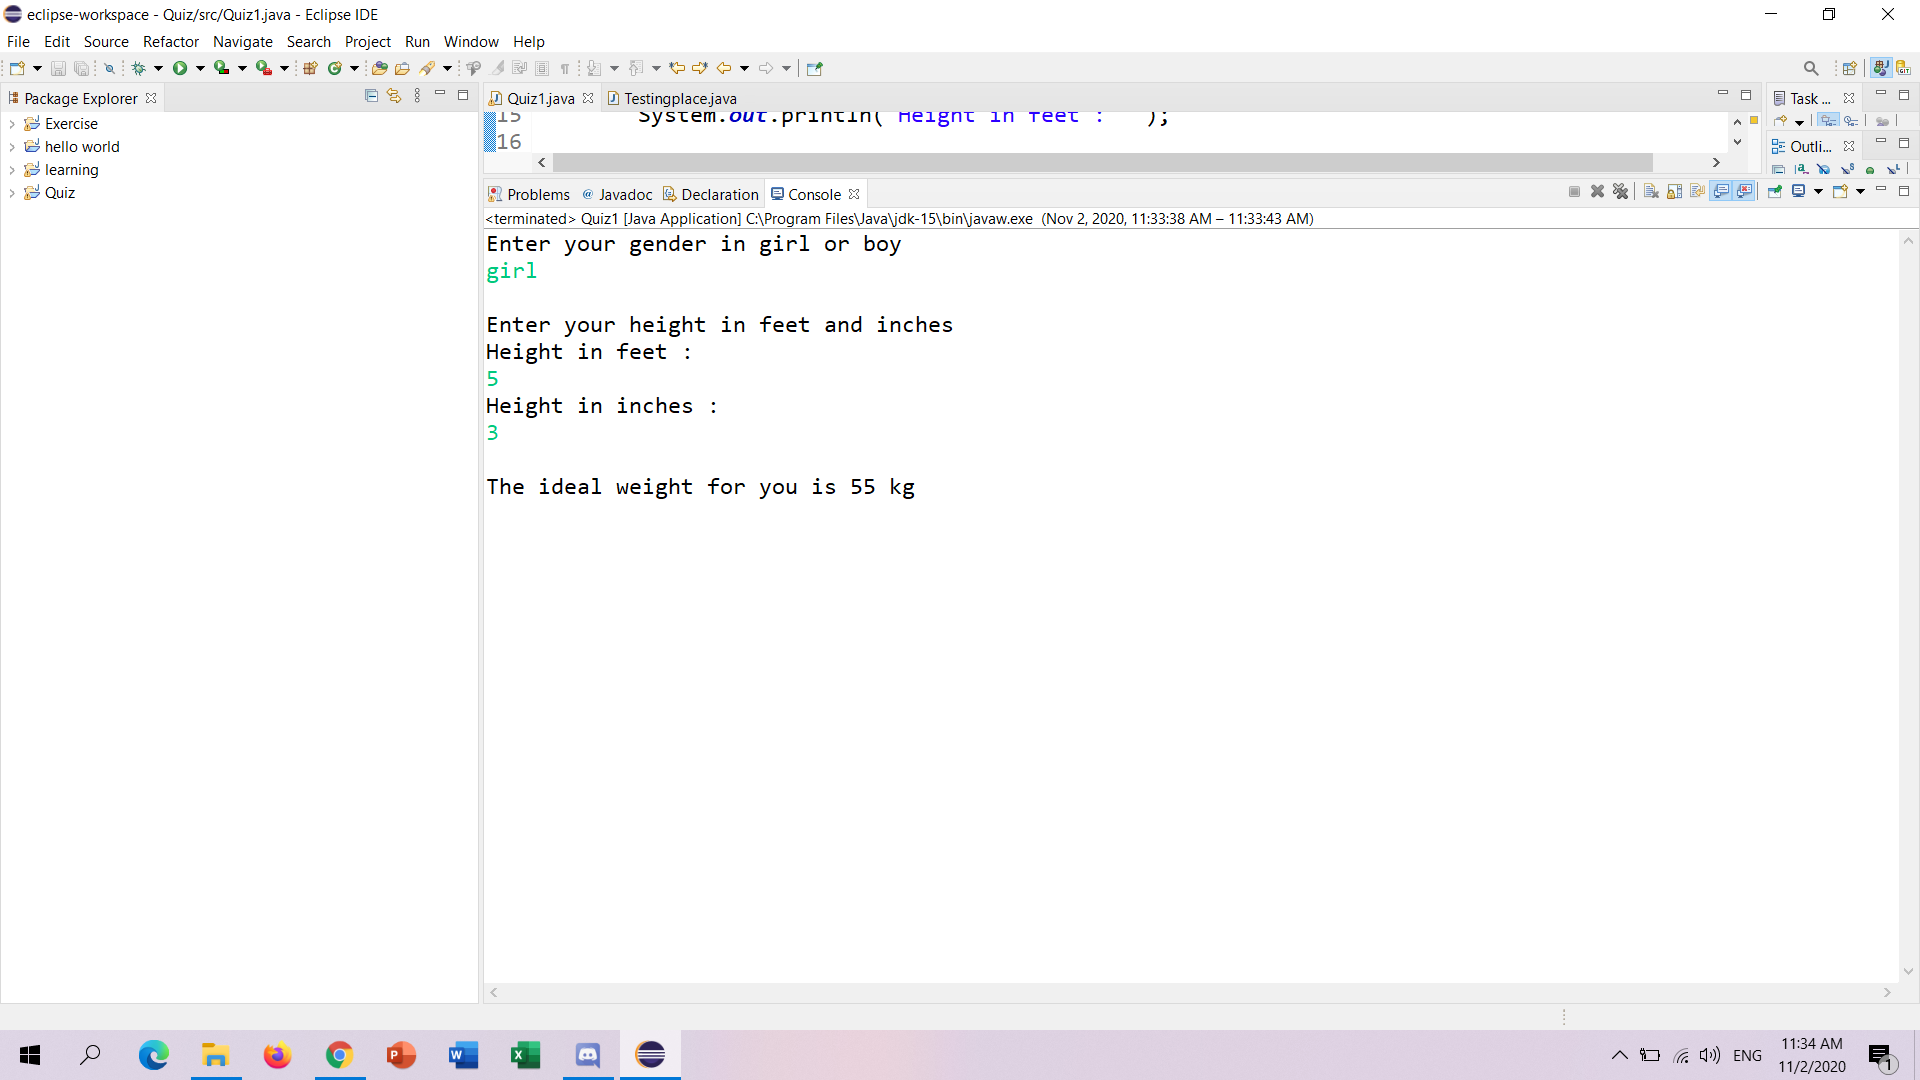 eclipse-workspace - Quiz/src/Quiz1.java - Eclipse IDE
File Edit Source Refactor Navigate Search Project Run Window Help
Package Explorer
Exercise
hello world
learning
Quiz
Quiz1.java Testingplace.java
15 System.out.println("Height in feet : " );
16
Task ...
Outli...
Problems @ Javadoc Declaration Console
<terminated> Quiz1 [Java Application] C:\Program Files\Java\jdk-15\bin\javaw.exe (Nov 2, 2020, 11:33:38 AM – 11:33:43 AM)
Enter your gender in girl or boy
girl
Enter your height in feet and inches
Height in feet :
5
Height in inches :
3
The ideal weight for you is 55 kg
ENG
11:34 AM
11/2/2020
1